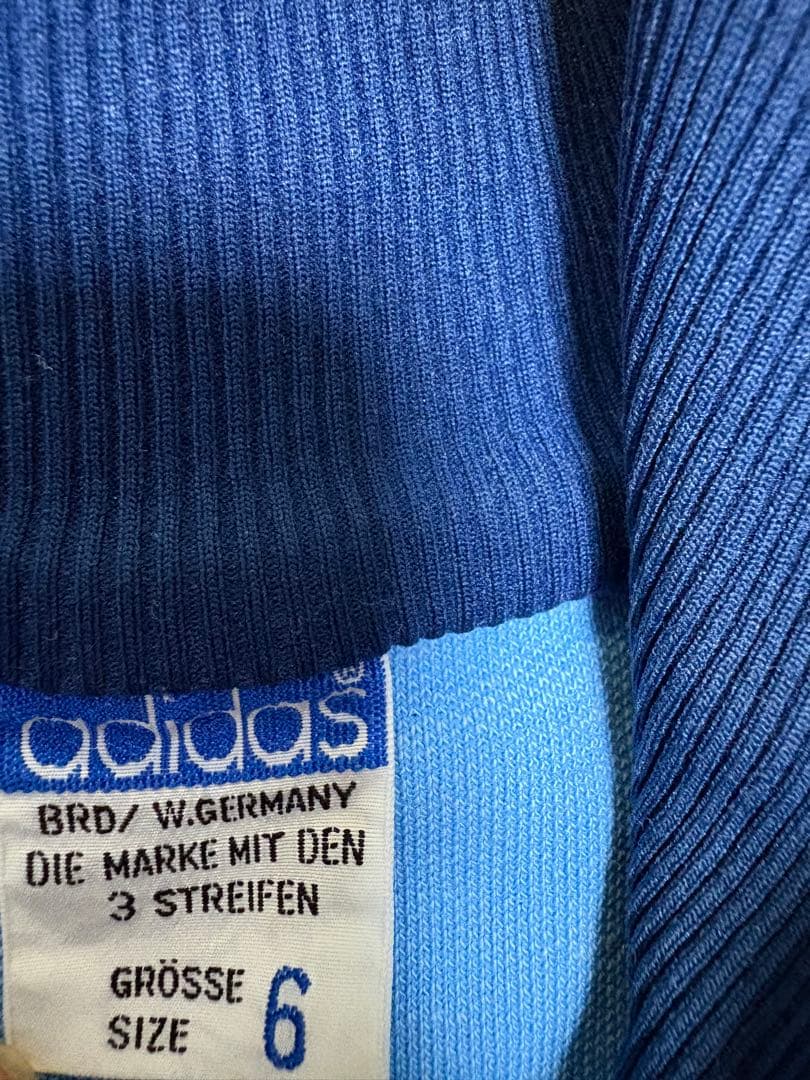 adidas®
BRD/ W.GERMANY
DIE MARKE MIT DEN
3 STREIFEN
GRÖSSE
SIZE 6